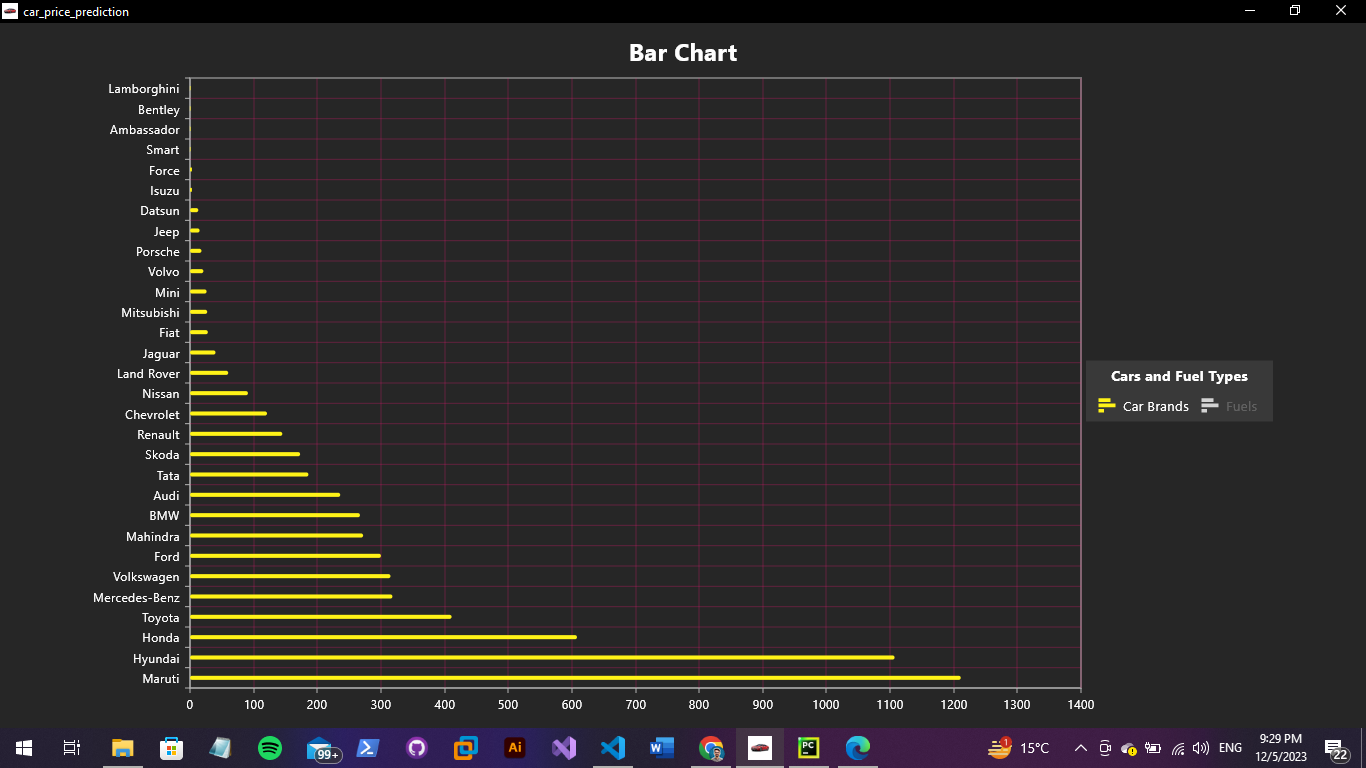 car_price_prediction
Bar Chart
Lamborghini
Bentley
Ambassador
Smart
Force
Isuzu
Datsun
Jeep
Porsche
Volvo
Mini
Mitsubishi
Fiat
Jaguar
Land Rover
Nissan
Chevrolet
Renault
Skoda
Tata
Audi
BMW
Mahindra
Ford
Volkswagen
Mercedes-Benz
Toyota
Honda
Hyundai
Maruti
0 100 200 300 400 500 600 700 800 900 1000 1100 1200 1300 1400
Cars and Fuel Types
Car Brands Fuels
99+ Ai PC 1 15°C ENG 9:29 PM
12/5/2023 22